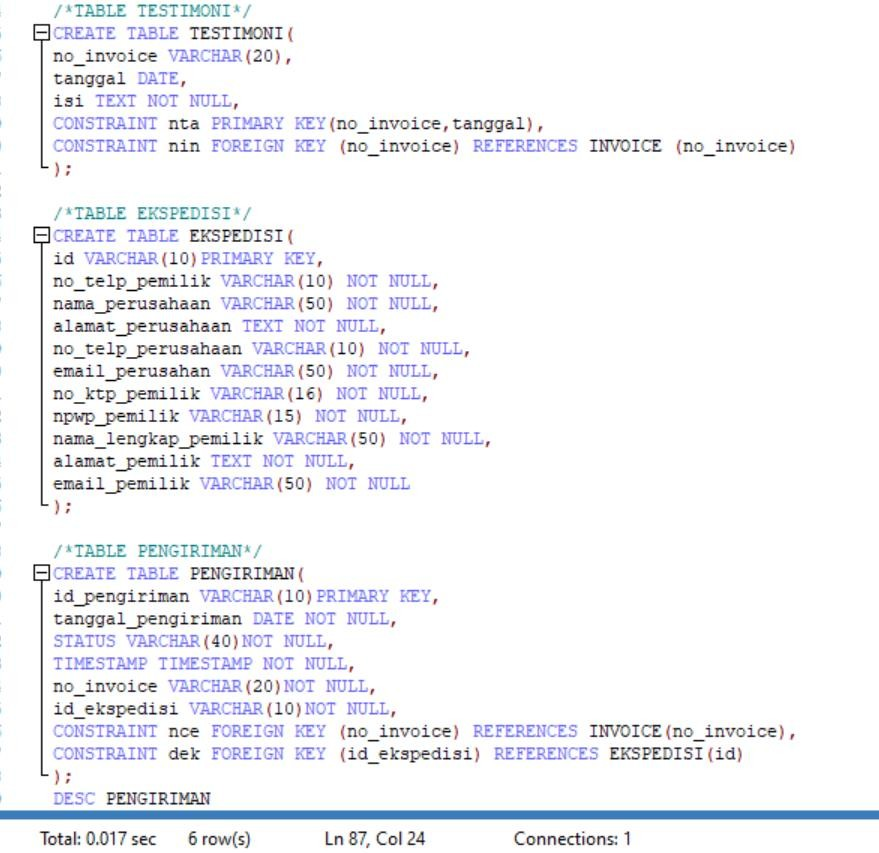 /*TABLE TESTIMONI*/
CREATE TABLE TESTIMONI(
no_invoice VARCHAR(20),
tanggal DATE,
isi TEXT NOT NULL,
CONSTRAINT nta PRIMARY KEY(no_invoice,tanggal),
CONSTRAINT nin FOREIGN KEY (no_invoice) REFERENCES INVOICE (no_invoice)
);
/*TABLE EKSPEDISI*/
CREATE TABLE EKSPEDISI(
id VARCHAR(10)PRIMARY KEY,
no_telp_pemilik VARCHAR(10) NOT NULL,
nama_perusahaan VARCHAR(50) NOT NULL,
alamat_perusahaan TEXT NOT NULL,
no_telp_perusahaan VARCHAR(10) NOT NULL,
email_perusahan VARCHAR(50) NOT NULL,
no_ktp_pemilik VARCHAR(16) NOT NULL,
npwp_pemilik VARCHAR(15) NOT NULL,
nama_lengkap_pemilik VARCHAR(50) NOT NULL,
alamat_pemilik TEXT NOT NULL,
email_pemilik VARCHAR(50) NOT NULL
);
/*TABLE PENGIRIMAN*/
CREATE TABLE PENGIRIMAN(
id_pengiriman VARCHAR(10)PRIMARY KEY,
tanggal_pengiriman DATE NOT NULL,
STATUS VARCHAR(40)NOT NULL,
TIMESTAMP TIMESTAMP NOT NULL,
no_invoice VARCHAR(20)NOT NULL,
id_ekspedisi VARCHAR(10)NOT NULL,
CONSTRAINT nce FOREIGN KEY (no_invoice) REFERENCES INVOICE(no_invoice),
CONSTRAINT dek FOREIGN KEY (id_ekspedisi) REFERENCES EKSPEDISI(id)
);
DESC PENGIRIMAN
Total: 0.017 sec 6 row(s) Ln 87, Col 24 Connections: 1